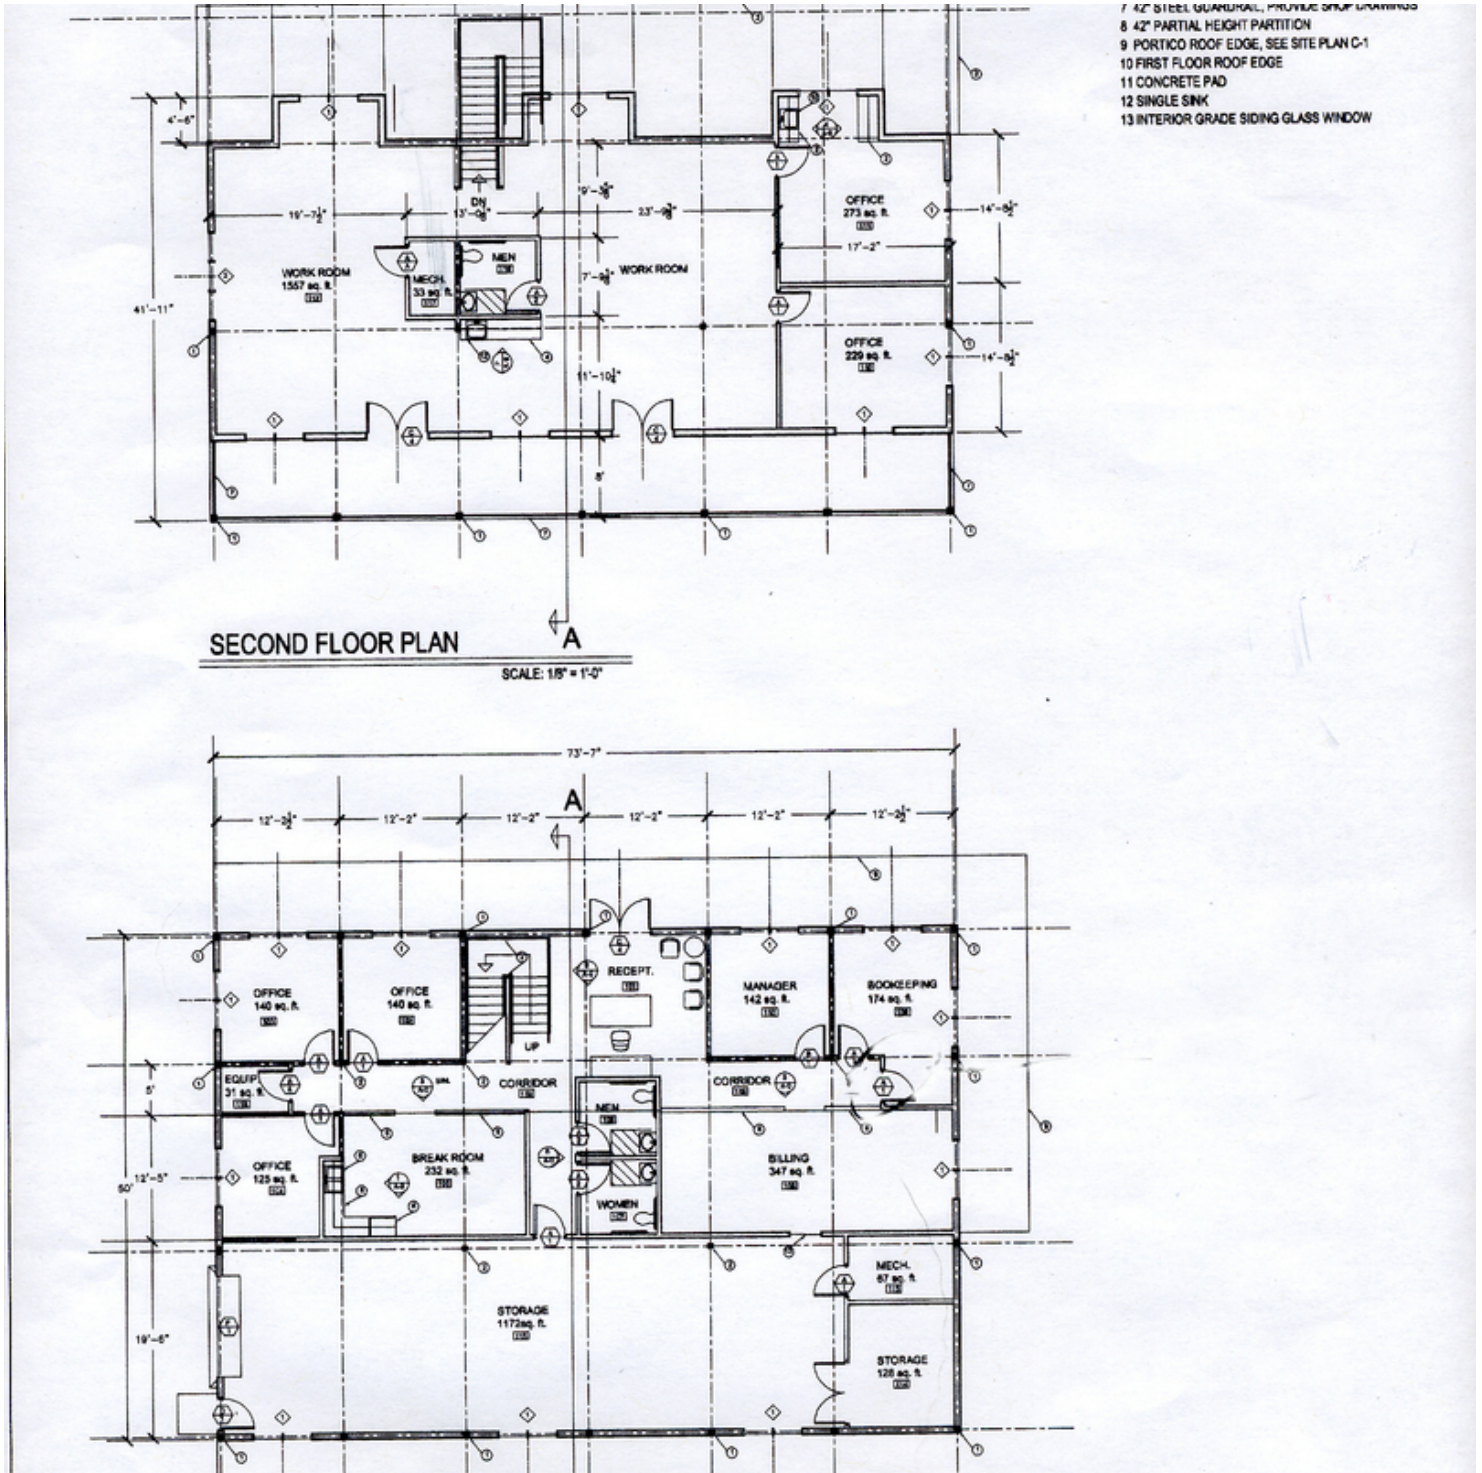 7 42" STEEL GUARDRAIL, PROVIDE SHOP DRAWINGS
8 42" PARTIAL HEIGHT PARTITION
9 PORTICO ROOF EDGE, SEE SITE PLAN C-1
10 FIRST FLOOR ROOF EDGE
11 CONCRETE PAD
12 SINGLE SINK
13 INTERIOR GRADE SIDING GLASS WINDOW
4'-6"
DN
19'-7½"
23'-9
OFFICE
273 sq. ft.
14'-8½"
17'-2"
MEN
WORK ROOM
1557 sq. ft.
MECH.
33 sq. ft.
WORK ROOM
41'-11"
OFFICE
229 sq. ft.
14'-8½"
11'-10½"
8'
SECOND FLOOR PLAN
A
SCALE: 1/8" = 1'-0"
73'-7"
A
12'-2½"
12'-2"
12'-2"
12'-2"
12'-2"
12'-2½"
RECEPT.
OFFICE
140 sq. ft.
OFFICE
140 sq. ft.
MANAGER
142 sq. ft.
BOOKEEPING
174 sq. ft.
UP
EQUIP.
31 sq. ft.
SIM.
CORRIDOR
CORRIDOR
5'
MEN
OFFICE
125 sq. ft.
BREAK ROOM
232 sq. ft.
BILLING
347 sq. ft.
50'
12'-5"
WOMEN
MECH.
67 sq. ft.
STORAGE
1172sq. ft.
19'-6"
STORAGE
128 sq. ft.